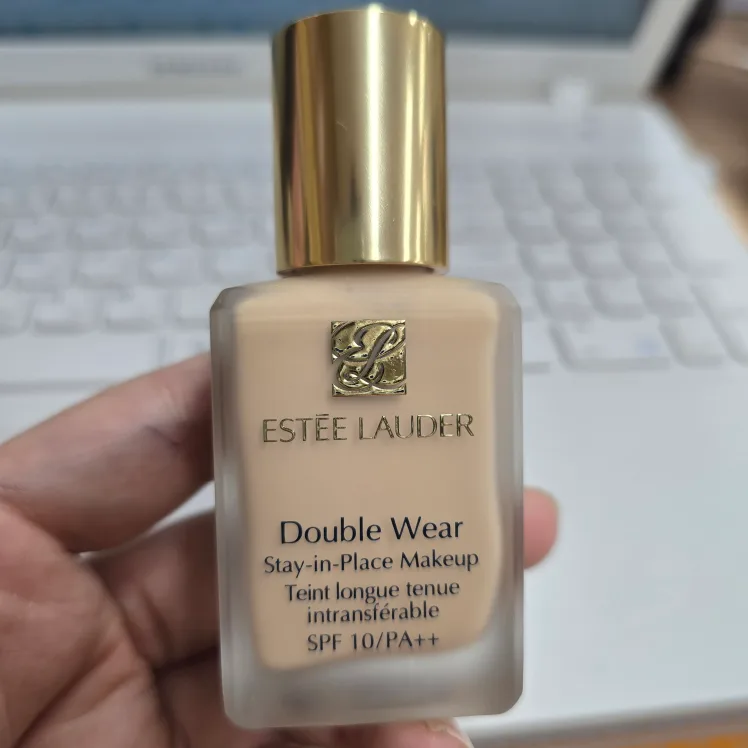 ESTĒE LAUDER
Double Wear
Stay-in-Place Makeup
Teint longue tenue
intransférable
SPF 10/PA++